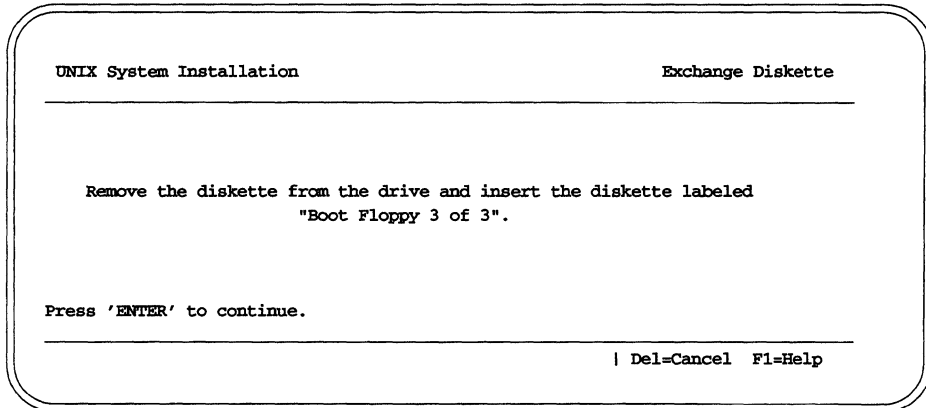 UNIX System Installation Exchange Diskette
Remove the diskette from the drive and insert the diskette labeled
"Boot Floppy 3 of 3".
Press 'ENTER' to continue.
| Del=Cancel F1=Help